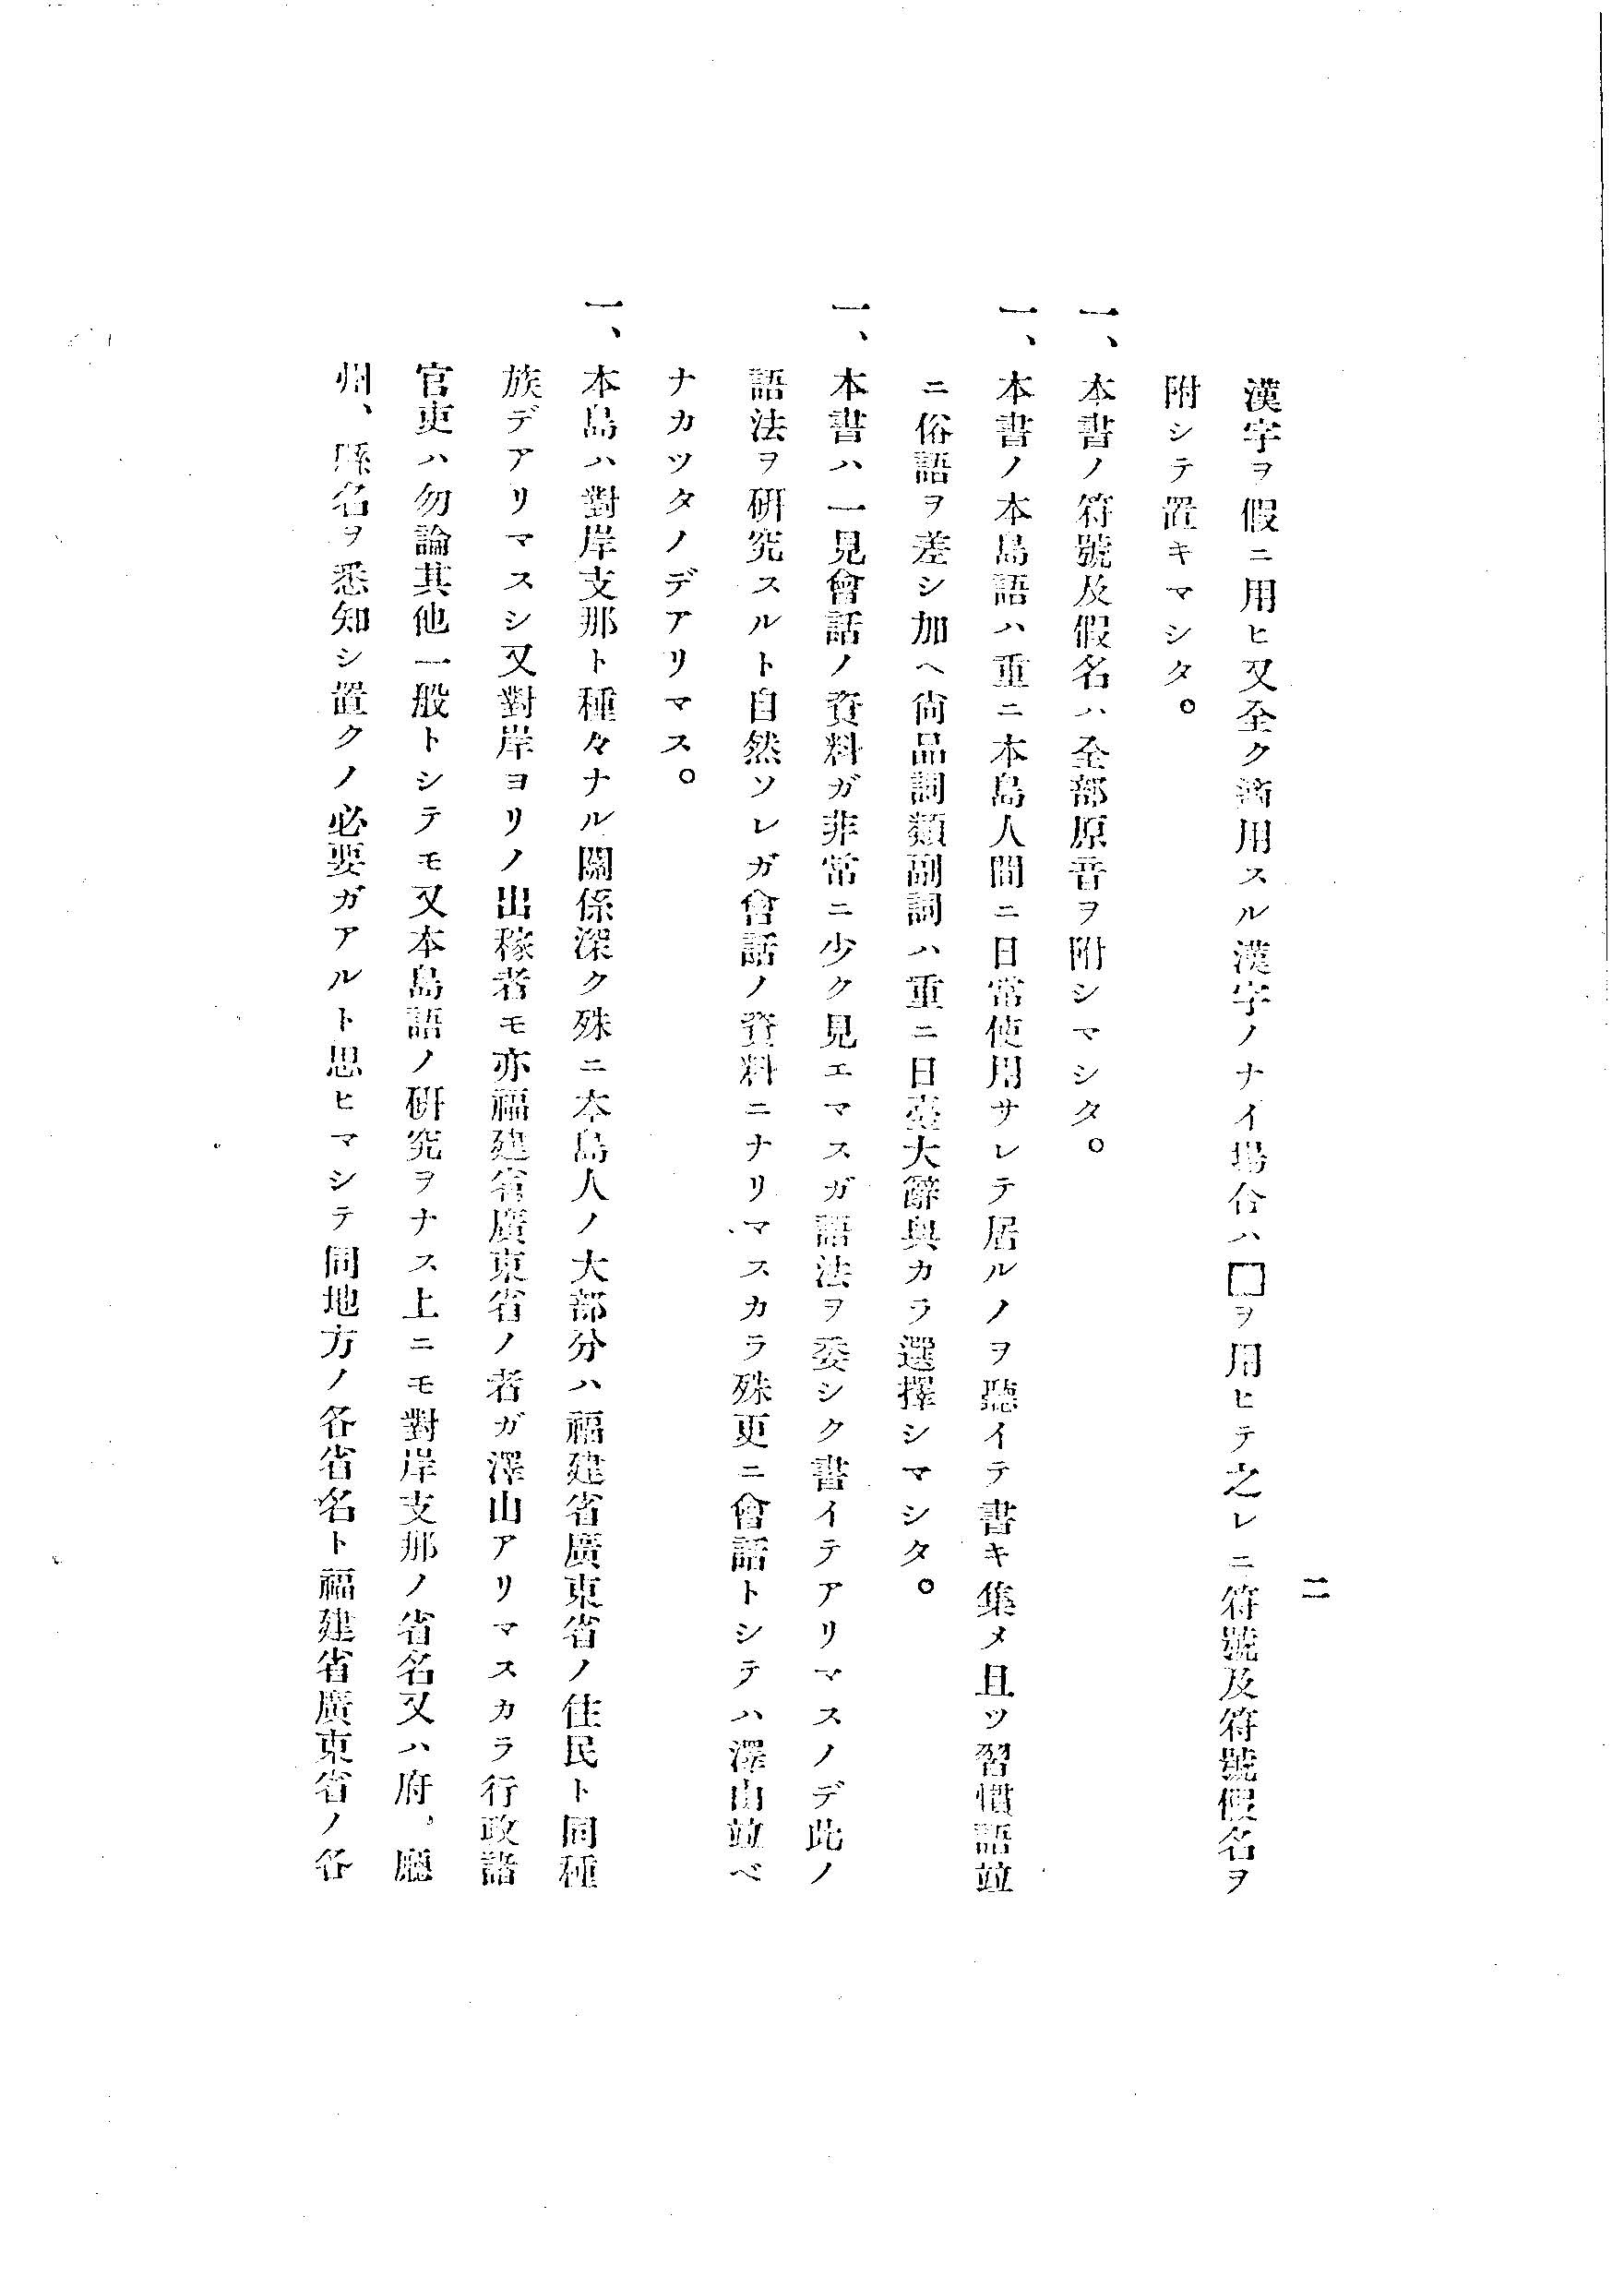 二
漢字ヲ假ニ用ヒ又全ク適用スル漢字ノナイ場合ハ□ヲ用ヒテ之レニ符號及符號假名ヲ
附シテ置キマシタ。
一、本書ノ符號及假名ハ全部原音ヲ附シマシタ。
一、本書ノ本島語ハ重ニ本島人間ニ日常使用サレテ居ルノヲ聽イテ書キ集メ且ツ習慣語竝
ニ俗語ヲ差シ加ヘ尙品詞類副詞ハ重ニ日臺大辭典カラ選擇シマシタ。
一、本書ハ一見會話ノ資料ガ非常ニ少ク見エマスガ語法ヲ委シク書イテアリマスノデ此ノ
語法ヲ研究スルト自然ソレガ會話ノ資料ニナリマスカラ殊更ニ會話トシテハ澤山竝ベ
ナカツタノデアリマス。
一、本島ハ對岸支那ト種々ナル關係深ク殊ニ本島人ノ大部分ハ福建省廣東省ノ住民ト同種
族デアリマスシ又對岸ヨリノ出稼者モ亦福建省廣東省ノ者ガ澤山アリマスカラ行政諸
官吏ハ勿論其他一般トシテモ又本島語ノ研究ヲナス上ニモ對岸支那ノ省名又ハ府、廳
州、縣名ヲ悉知シ置クノ必要ガアルト思ヒマシテ同地方ノ各省名ト福建省廣東省ノ各